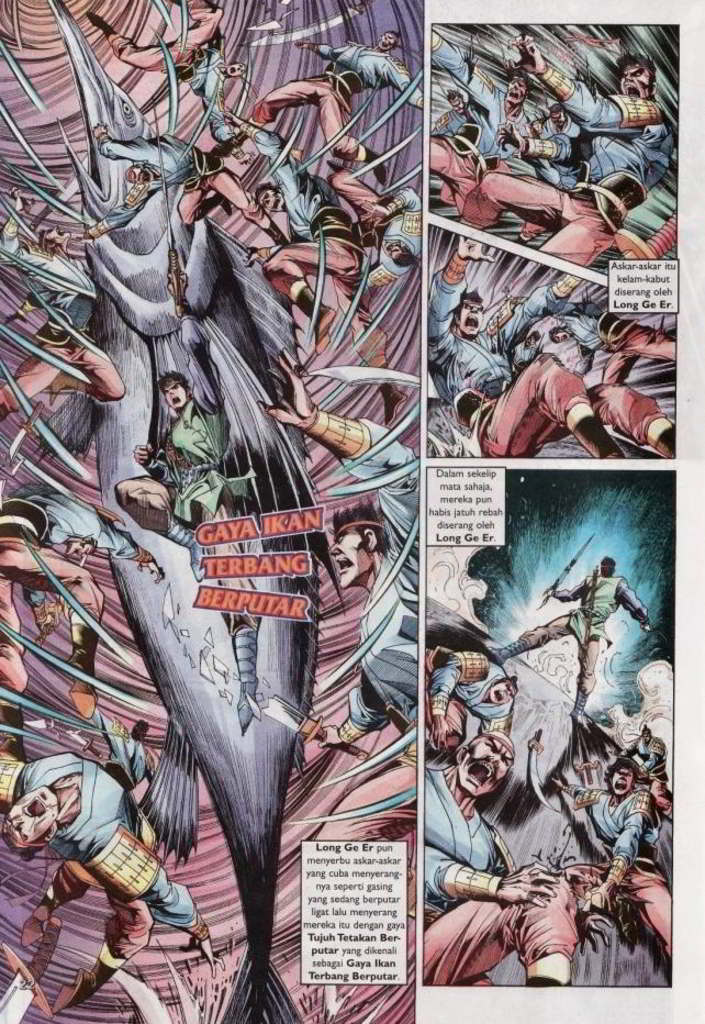 GAYA IKAN
TERBANG
BERPUTAR
Long Ge Er pun
menyerbu askar-askar
yang cuba menyerang-
nya seperti gasing
yang sedang berputar
ligat lalu menyerang
mereka itu dengan gaya
Tujuh Tetakan Ber-
putar yang dikenali
sebagai Gaya Ikan
Terbang Berputar.
Askar-askar itu
kelam-kabut
diserang oleh
Long Ge Er.
Dalam sekelip
mata sahaja,
mereka pun
habis jatuh rebah
diserang oleh
Long Ge Er.